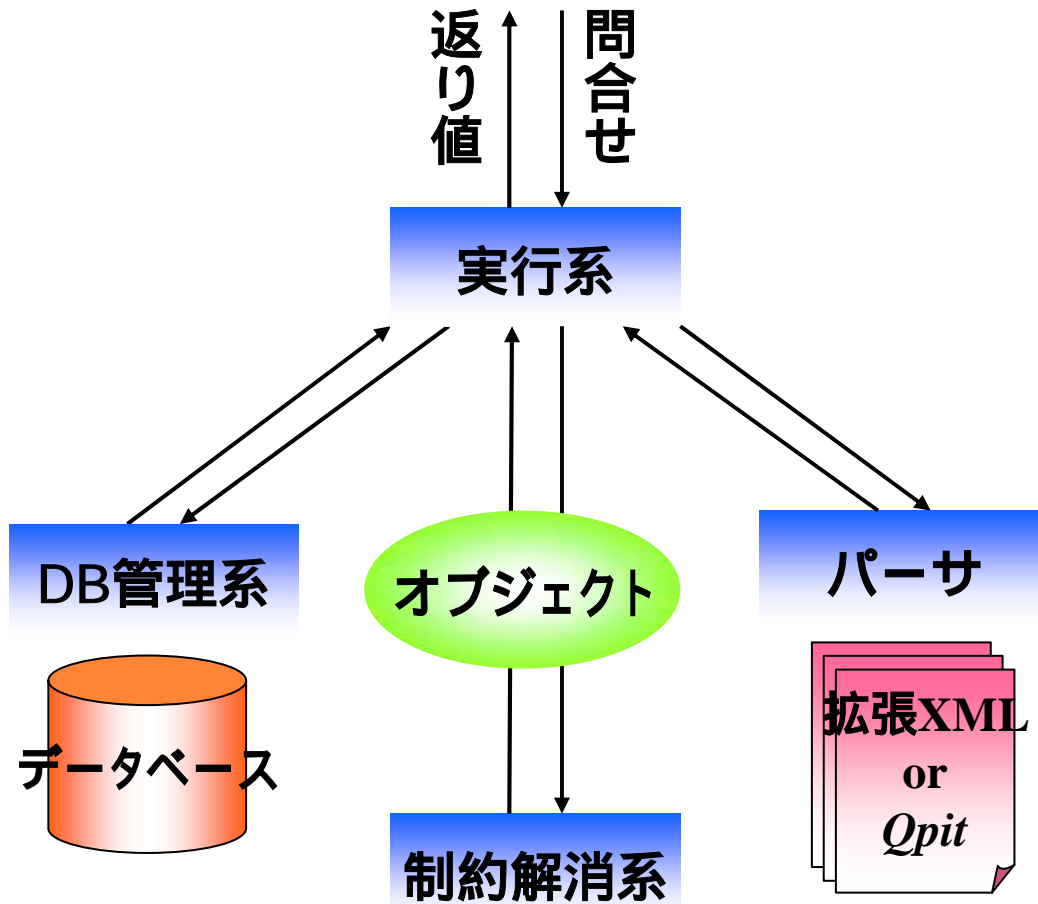 返り値
問合せ
実行系
DB管理系
オブジェクト
パーサ
データベース
拡張XML
or
Qpit
制約解消系